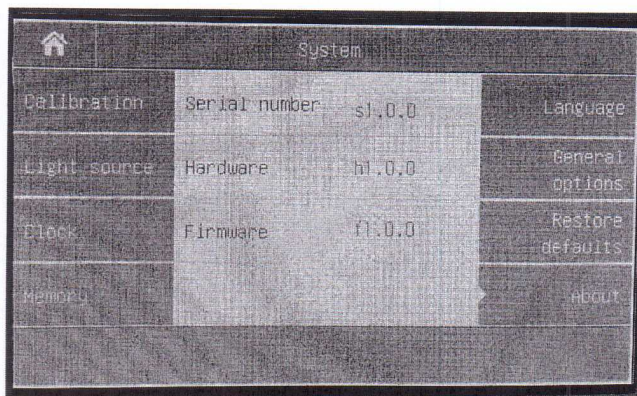 System
Calibration
Light source
Clock
Memory
Serial number s1.0.0
Hardware h1.0.0
Firmware f1.0.0
Language
General
options
Restore
defaults
About